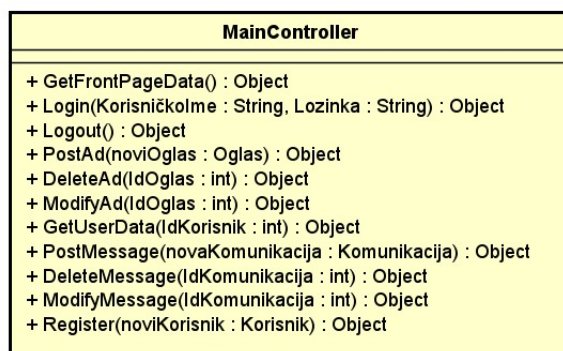 MainController
+ GetFrontPageData() : Object
+ Login(KorisničkoIme : String, Lozinka : String) : Object
+ Logout() : Object
+ PostAd(noviOglas : Oglas) : Object
+ DeleteAd(IdOglas : int) : Object
+ ModifyAd(IdOglas : int) : Object
+ GetUserData(IdKorisnik : int) : Object
+ PostMessage(novaKomunikacija : Komunikacija) : Object
+ DeleteMessage(IdKomunikacija : int) : Object
+ ModifyMessage(IdKomunikacija : int) : Object
+ Register(noviKorisnik : Korisnik) : Object